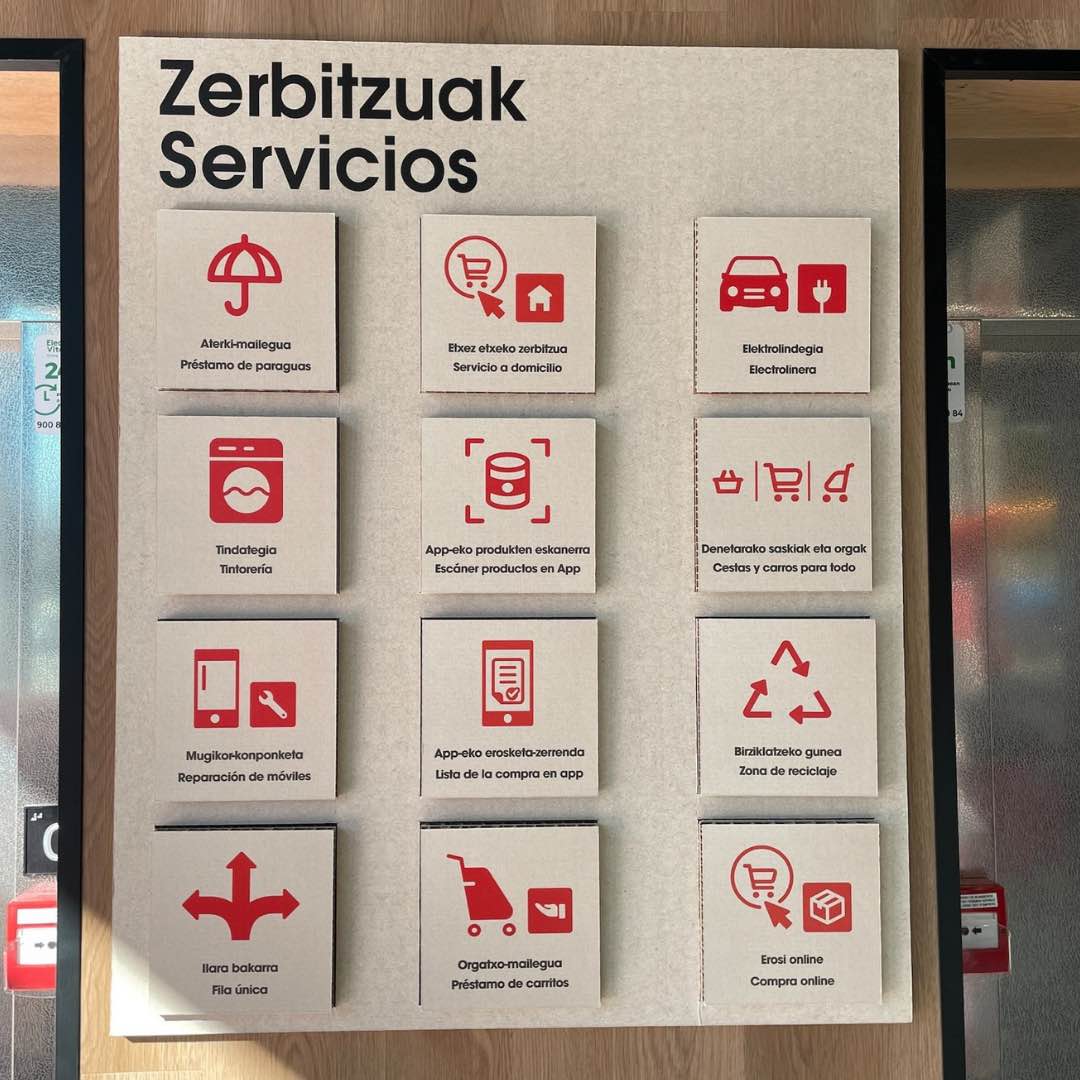 Zerbitzuak
Servicios
Aterki-mailegua
Préstamo de paraguas
Etxez etxeko zerbitzua
Servicio a domicilio
Elektrolindegia
Electrolinera
Tindategia
Tintorería
App-eko produkten eskanerra
Escáner productos en App
Denetarako saskiak eta orgak
Cestas y carros para todo
Mugikor-konponketa
Reparación de móviles
App-eko erosketa-zerrenda
Lista de la compra en app
Birziklatzeko gunea
Zona de reciclaje
Ilara bakarra
Fila única
Orgatxo-mailegua
Préstamo de carritos
Erosi online
Compra online